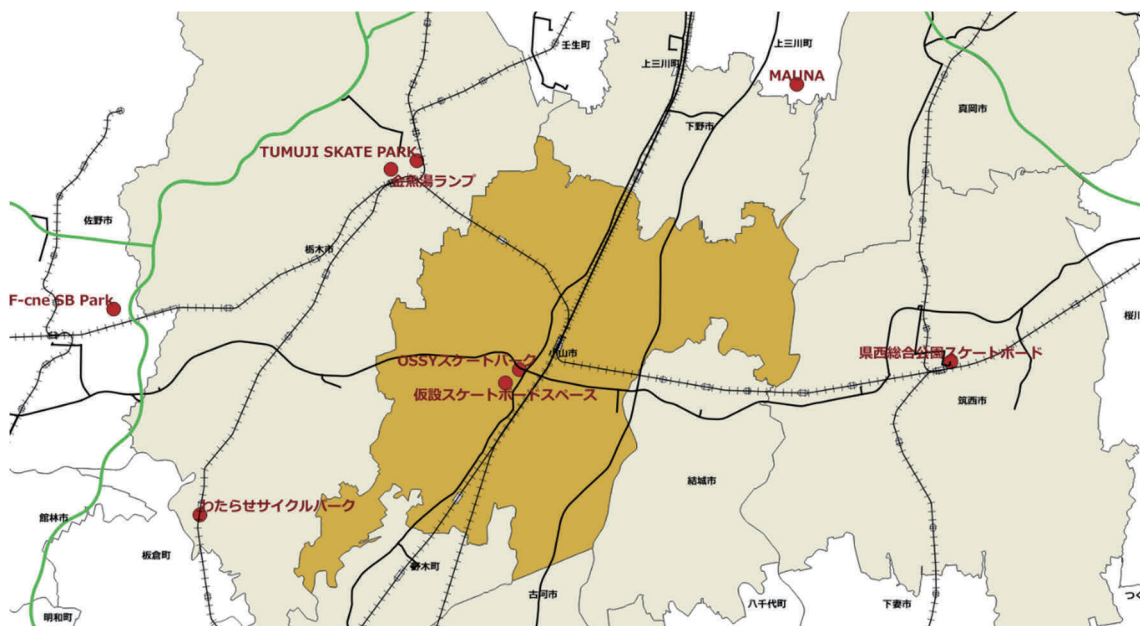 壬生町
上三川町
上三川町
MAUNA
真岡市
下野市
TUMUJI SKATE PARK
金魚湯ランプ
佐野市
栃木市
F-cne SB Park
小山市
OSSYスケートパーク
県西総合公園スケートボード
仮設スケートボードスペース
筑西市
桜川
結城市
わたらせサイクルパーク
館林市
板倉町
野木町
古河市
八千代町
下妻市
つく
明和町